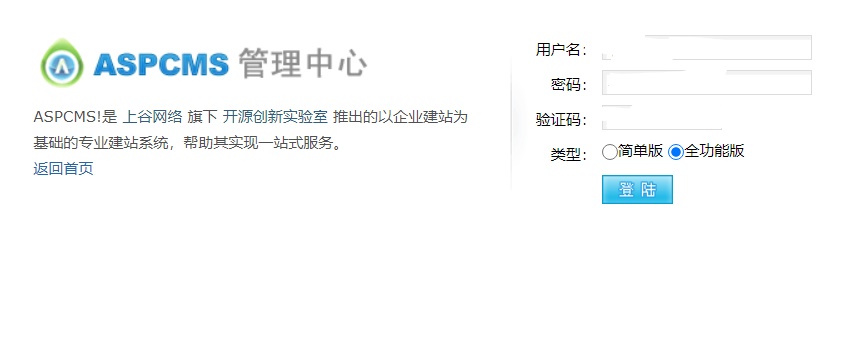 ASPCMS 管理中心
ASPCMS!是 上谷网络 旗下 开源创新实验室 推出的以企业建站为
基础的专业建站系统，帮助其实现一站式服务。
返回首页
用户名：
密码：
验证码：
类型： 简单版 全功能版
登 陆